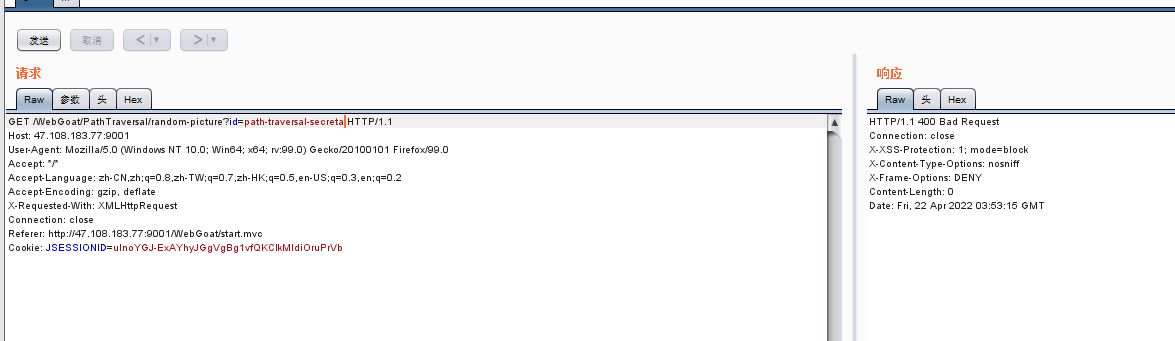 发送
取消
< | ▾
> | ▾
请求
Raw 参数 头 Hex
GET /WebGoat/PathTraversal/random-picture?id=path-traversal-secreta HTTP/1.1
Host: 47.108.183.77:9001
User-Agent: Mozilla/5.0 (Windows NT 10.0; Win64; x64; rv:99.0) Gecko/20100101 Firefox/99.0
Accept: */*
Accept-Language: zh-CN,zh;q=0.8,zh-TW;q=0.7,zh-HK;q=0.5,en-US;q=0.3,en;q=0.2
Accept-Encoding: gzip, deflate
X-Requested-With: XMLHttpRequest
Connection: close
Referer: http://47.108.183.77:9001/WebGoat/start.mvc
Cookie: JSESSIONID=
响应
Raw 头 Hex
HTTP/1.1 400 Bad Request
Connection: close
X-XSS-Protection: 1; mode=block
X-Content-Type-Options: nosniff
X-Frame-Options: DENY
Content-Length: 0
Date: Fri, 22 Apr 2022 03:53:15 GMT